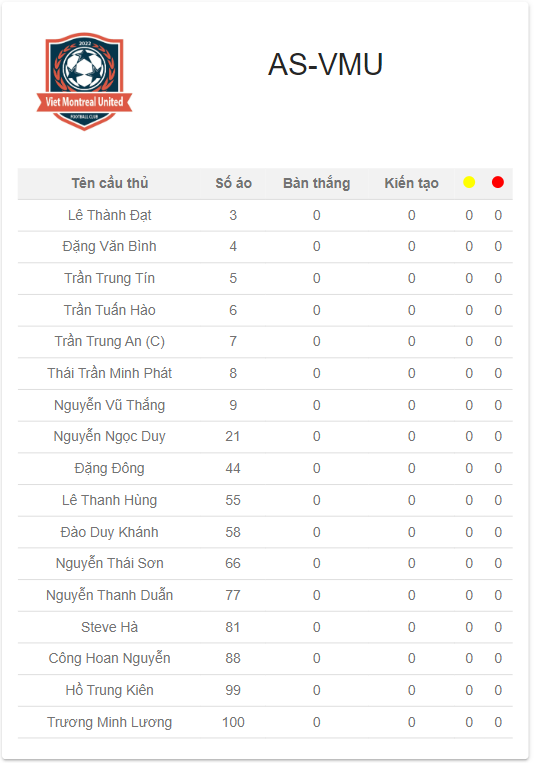 2022
Viet Montreal United
FOOTBALL CLUB
AS-VMU
Tên cầu thủ Số áo Bàn thắng Kiến tạo
Lê Thành Đạt 3 0 0 0 0
Đặng Văn Bình 4 0 0 0 0
Trần Trung Tín 5 0 0 0 0
Trần Tuấn Hào 6 0 0 0 0
Trần Trung An (C) 7 0 0 0 0
Thái Trần Minh Phát 8 0 0 0 0
Nguyễn Vũ Thắng 9 0 0 0 0
Nguyễn Ngọc Duy 21 0 0 0 0
Đặng Đông 44 0 0 0 0
Lê Thanh Hùng 55 0 0 0 0
Đào Duy Khánh 58 0 0 0 0
Nguyễn Thái Sơn 66 0 0 0 0
Nguyễn Thanh Duẫn 77 0 0 0 0
Steve Hà 81 0 0 0 0
Công Hoan Nguyễn 88 0 0 0 0
Hồ Trung Kiên 99 0 0 0 0
Trương Minh Lương 100 0 0 0 0